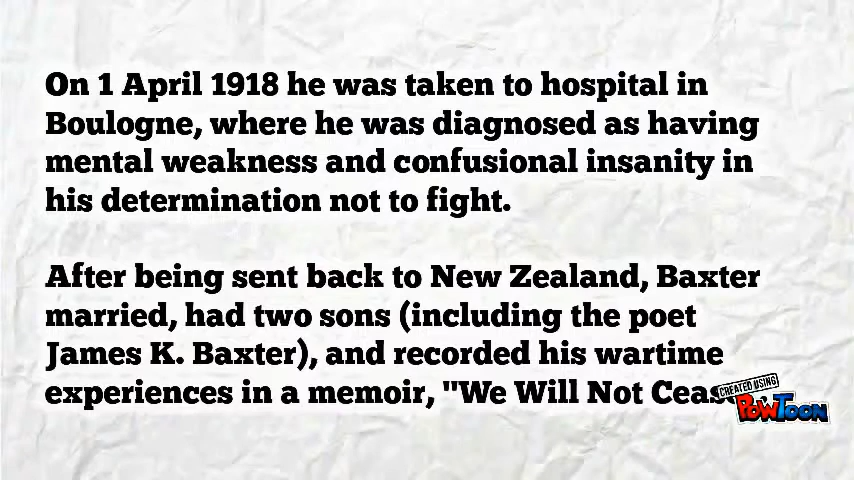 On 1 April 1918 he was taken to hospital in
Boulogne, where he was diagnosed as having
mental weakness and confusional insanity in
his determination not to fight.
After being sent back to New Zealand, Baxter
married, had two sons (including the poet
James K. Baxter), and recorded his wartime
experiences in a memoir, "We Will Not
CREATED USING
POWTOON